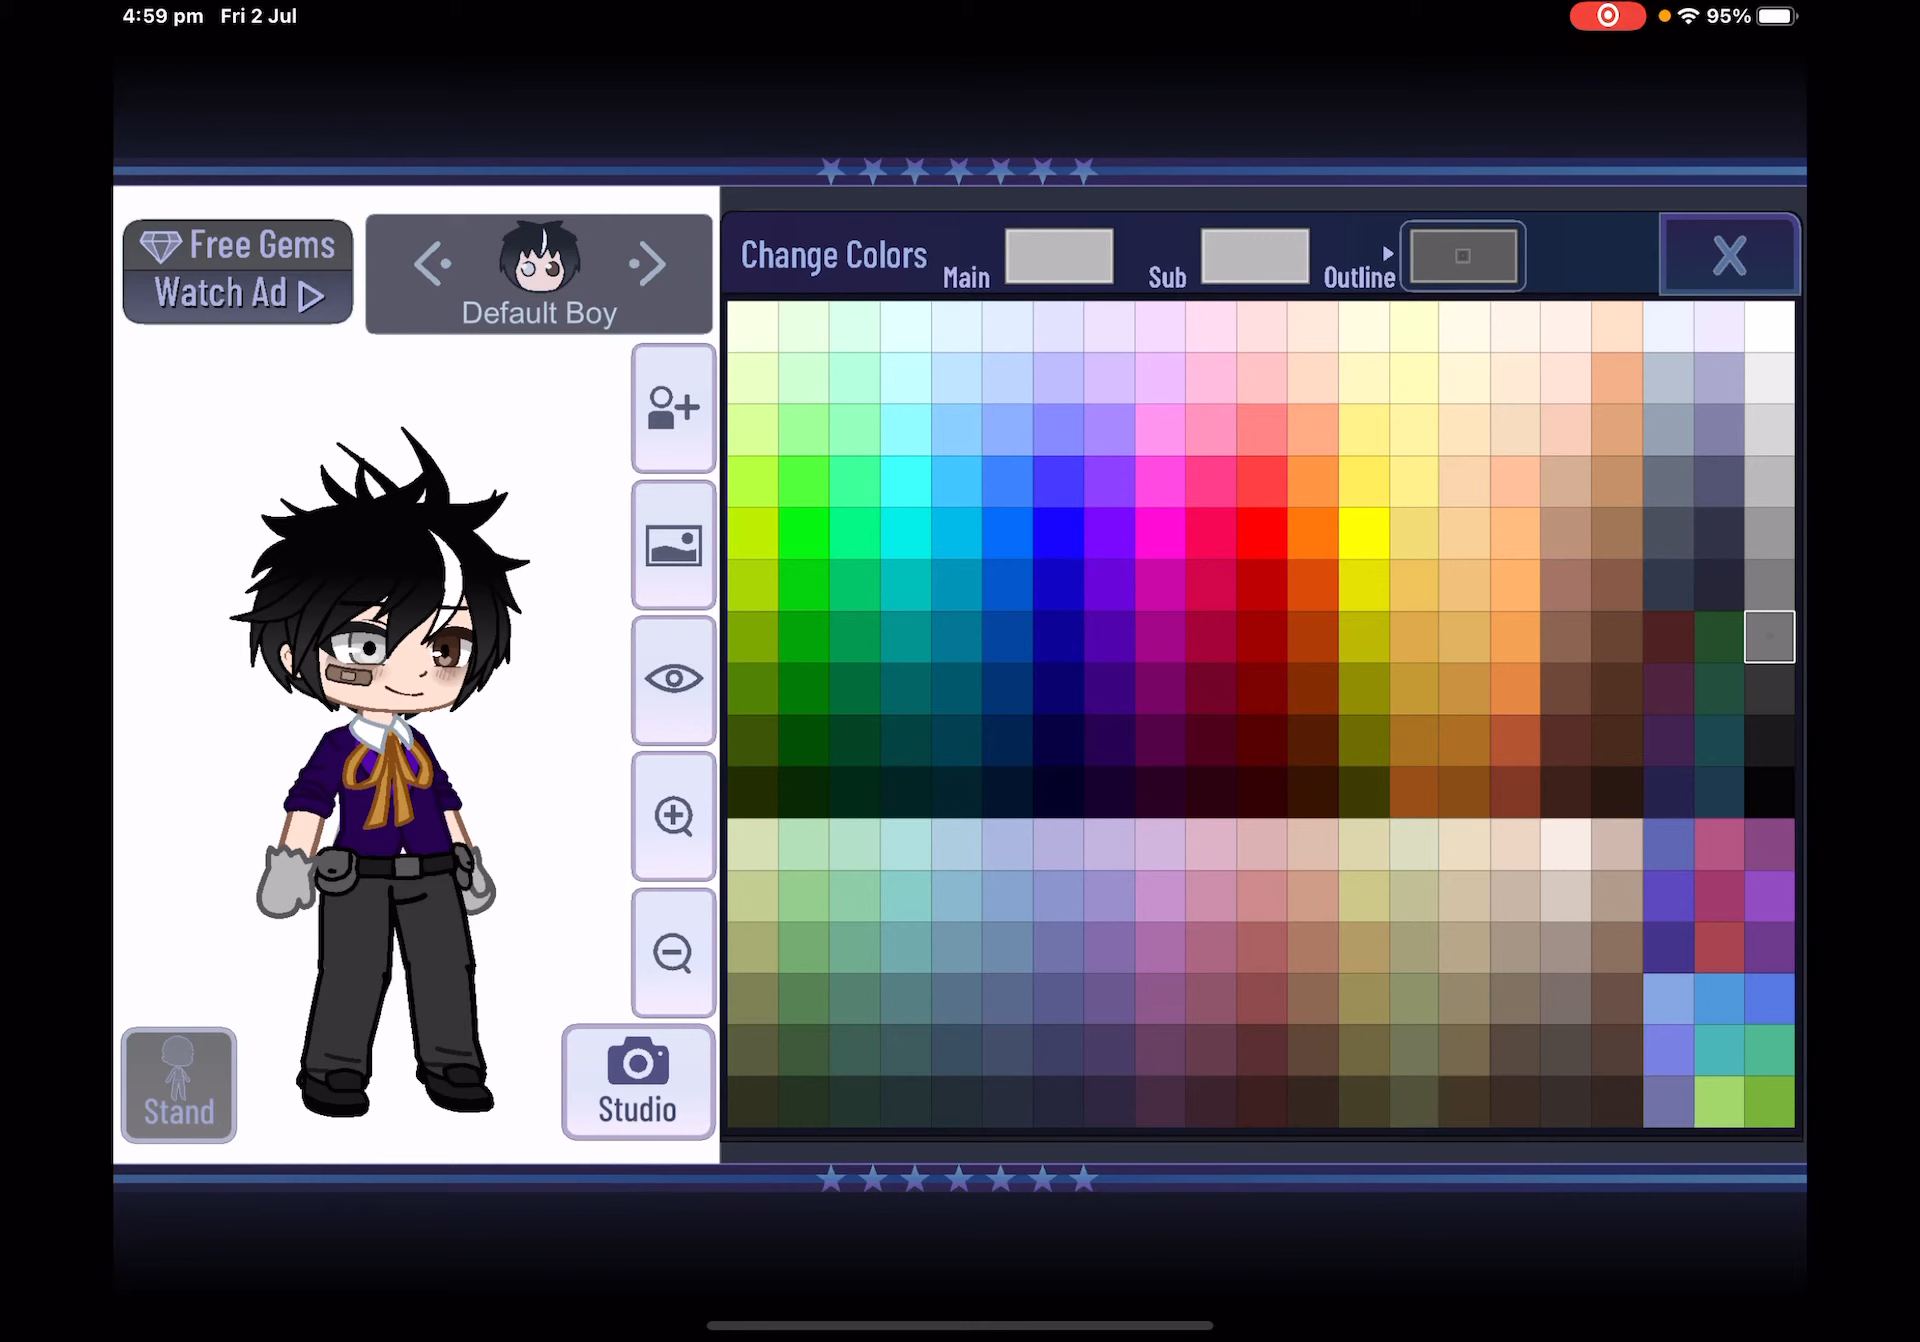 4:59 pm Fri 2 Jul
95%
Free Gems
Watch Ad
Default Boy
Change Colors
Main
Sub
Outline
X
Stand
Studio